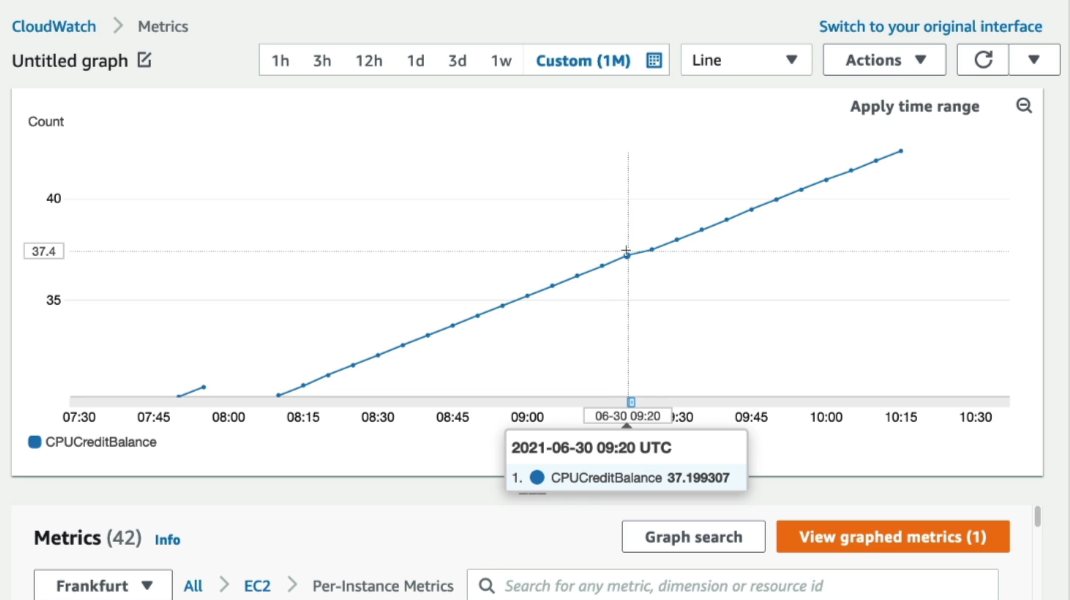 CloudWatch > Metrics
Switch to your original interface
Untitled graph
1h 3h 12h 1d 3d 1w Custom (1M)
Line
Actions
Apply time range
Count
40
37.4
35
07:30 07:45 08:00 08:15 08:30 08:45 09:00 06-30 09:20 :30 09:45 10:00 10:15 10:30
CPUCreditBalance
2021-06-30 09:20 UTC
1. CPUCreditBalance 37.199307
Metrics (42) Info
Graph search
View graphed metrics (1)
Frankfurt
All > EC2 > Per-Instance Metrics
Search for any metric, dimension or resource id